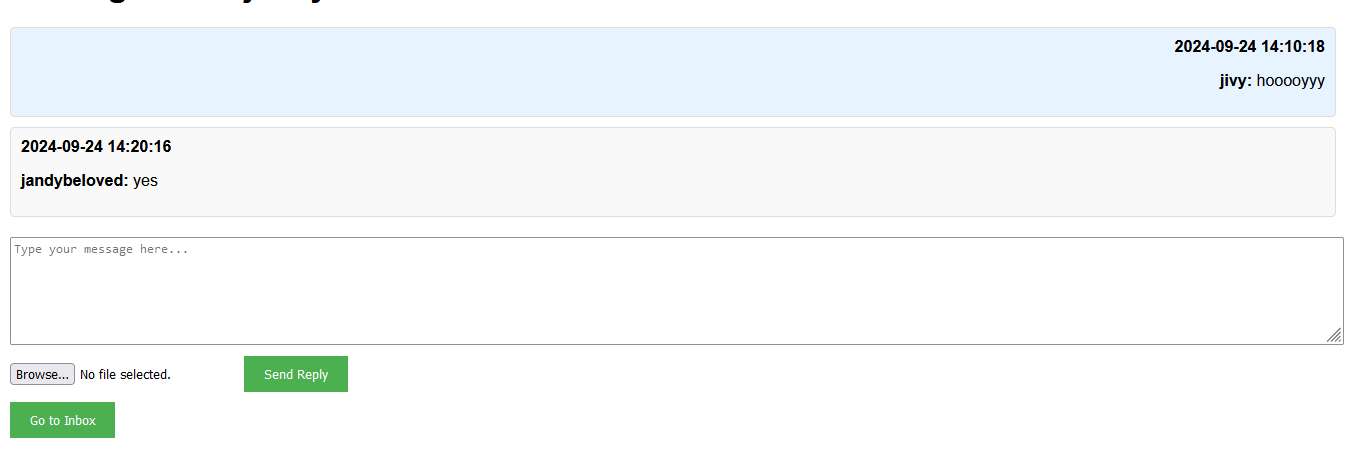 2024-09-24 14:10:18
jivy: hooooyyy
2024-09-24 14:20:16
jandybeloved: yes
Type your message here...
Browse... No file selected. Send Reply
Go to Inbox